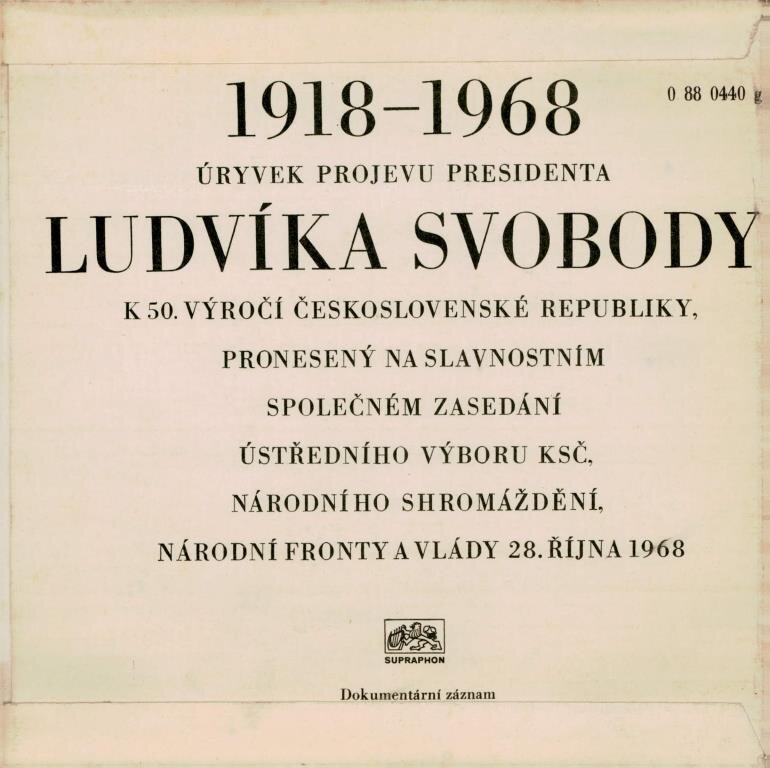 1918–1968
0 88 0440 g
ÚRYVEK PROJEVU PRESIDENTA
LUDVÍKA SVOBODY
K 50. VÝROČÍ ČESKOSLOVENSKÉ REPUBLIKY,
PRONESENÝ NA SLAVNOSTNÍM
SPOLEČNÉM ZASEDÁNÍ
ÚSTŘEDNÍHO VÝBORU KSČ,
NÁRODNÍHO SHROMÁŽDĚNÍ,
NÁRODNÍ FRONTY A VLÁDY 28. ŘÍJNA 1968
SUPRAPHON
Dokumentární záznam